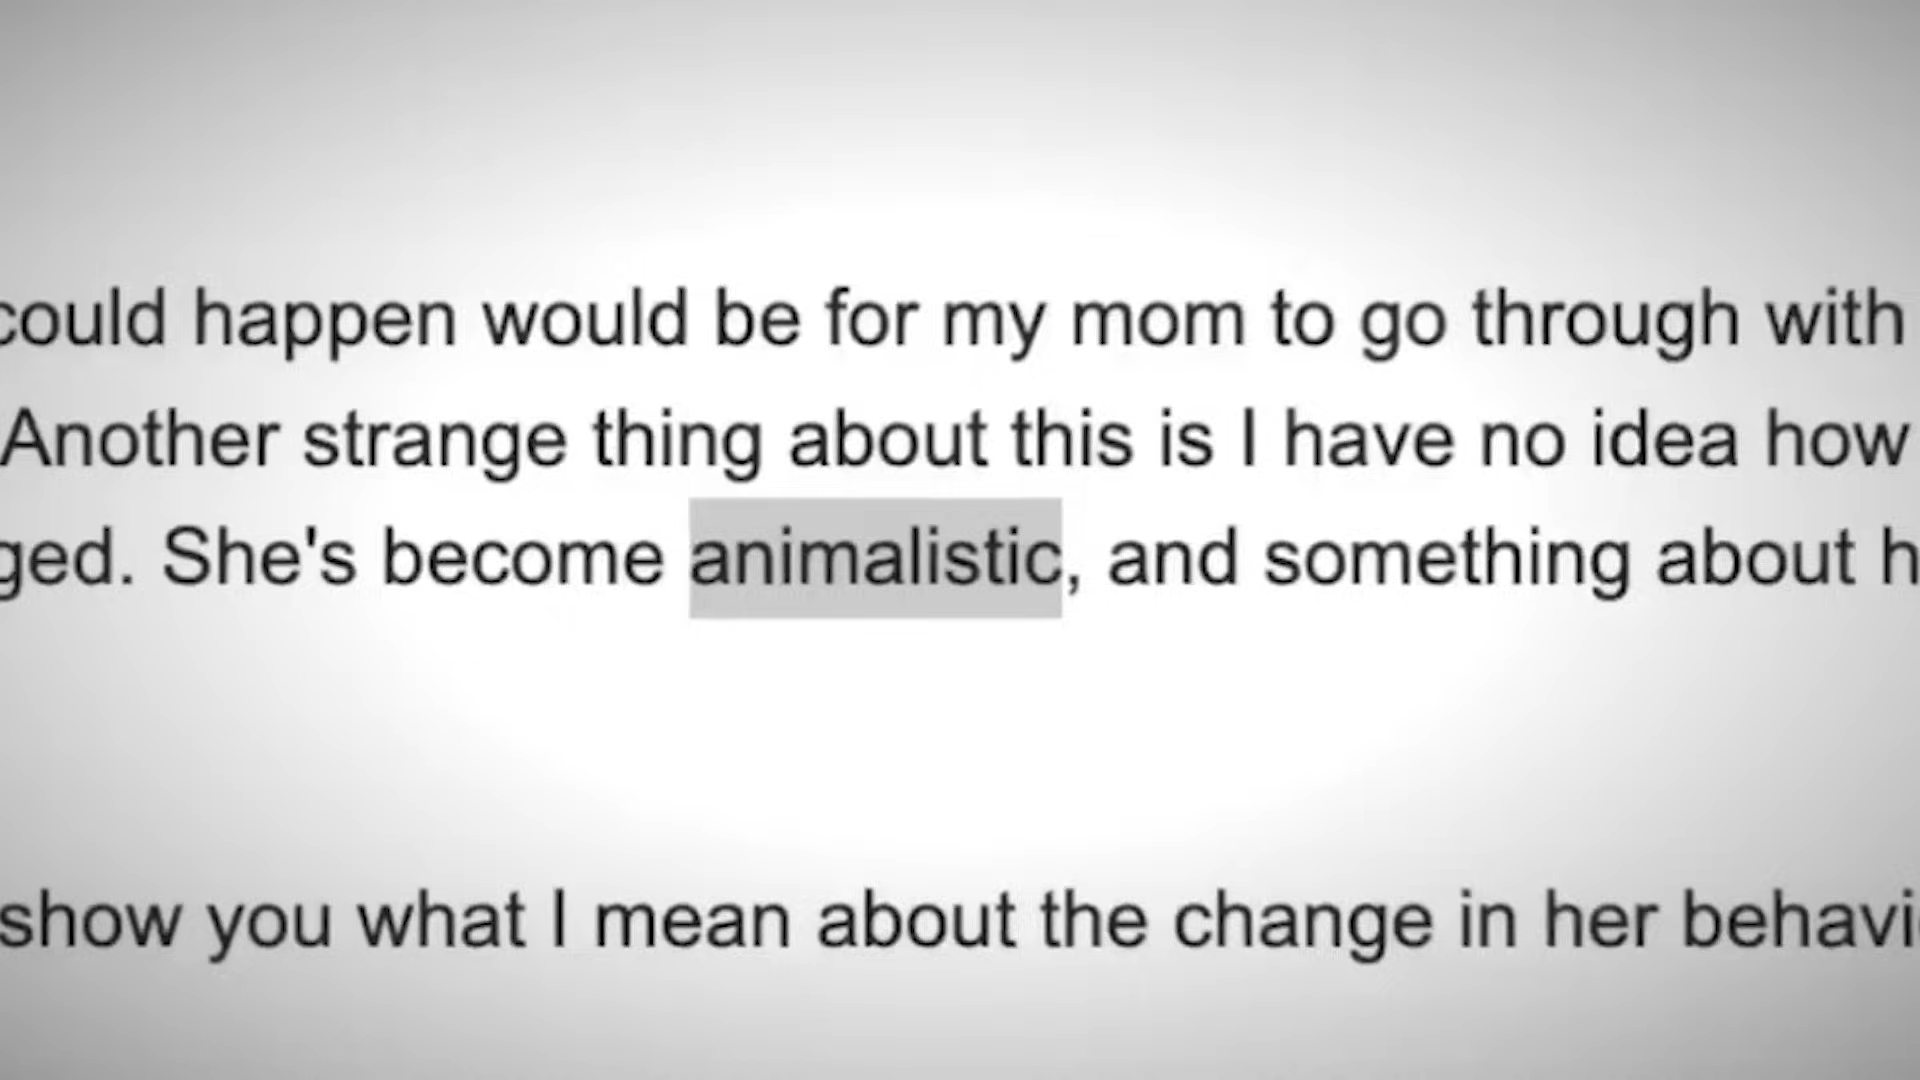 could happen would be for my mom to go through with
Another strange thing about this is I have no idea how
ged. She's become animalistic, and something about h
show you what I mean about the change in her behavi